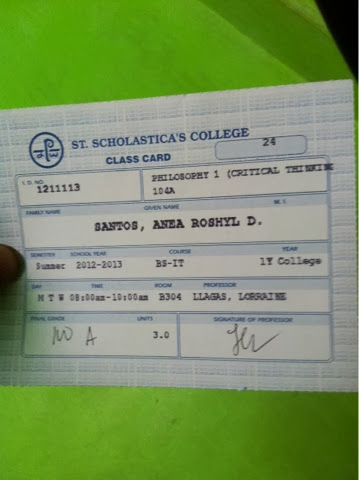 ST. SCHOLASTICA'S COLLEGE
CLASS CARD
24
I. D. NO.
1211113
PHILOSOPHY 1 (CRITICAL THINKIN
104A
FAMILY NAME GIVEN NAME M. I.
SANTOS, ANEA ROSHYL D.
SEMESTER SCHOOL YEAR COURSE YEAR
Summer 2012-2013 BS-IT 1Y College
DAY TIME ROOM PROFESSOR
M T W 08:00am-10:00am B304 LLAGAS, LORRAINE
FINAL GRADE UNITS SIGNATURE OF PROFESSOR
NO A 3.0